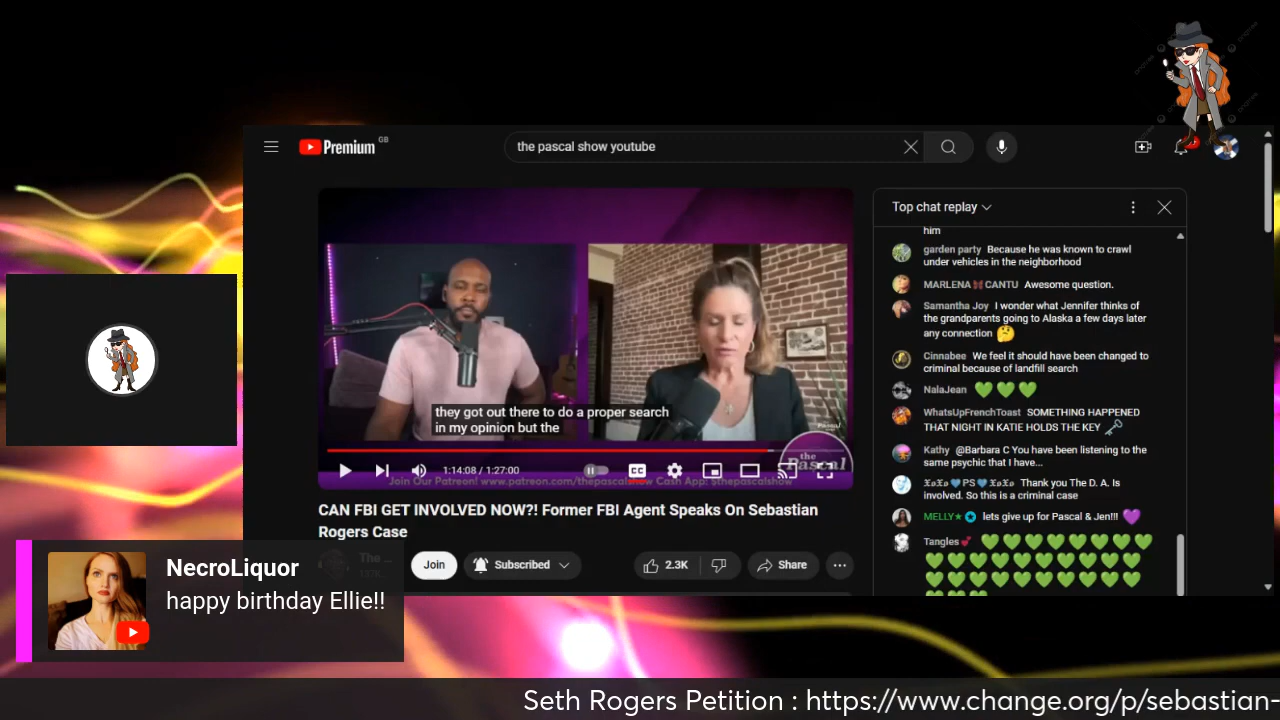 Premium GB
the pascal show youtube
Top chat replay
him
garden party Because he was known to crawl
under vehicles in the neighborhood
MARLENA CANTU Awesome question.
Samantha Joy I wonder what Jennifer thinks of
the grandparents going to Alaska a few days later
any connection
Cinnabee We feel it should have been changed to
criminal because of landfill search
NalaJean
WhatsUpFrenchToast SOMETHING HAPPENED
THAT NIGHT IN KATIE HOLDS THE KEY
Kathy @Barbara C You have been listening to the
same psychic that I have...
PS Thank you The D. A. Is
involved. So this is a criminal case
MELLY★ lets give up for Pascal & Jen!!!
Tangles
they got out there to do a proper search
in my opinion but the
the
Pascal
1:14:08 / 1:27:00
CC
Join Our Patreon! www.patreon.com/thepascalshow Cash App: $thepascalshow
CAN FBI GET INVOLVED NOW?! Former FBI Agent Speaks On Sebastian
Rogers Case
The ...
Join
Subscribed
2.3K
Share
NecroLiquor
happy birthday Ellie!!
Seth Rogers Petition : https://www.change.org/p/sebastian-